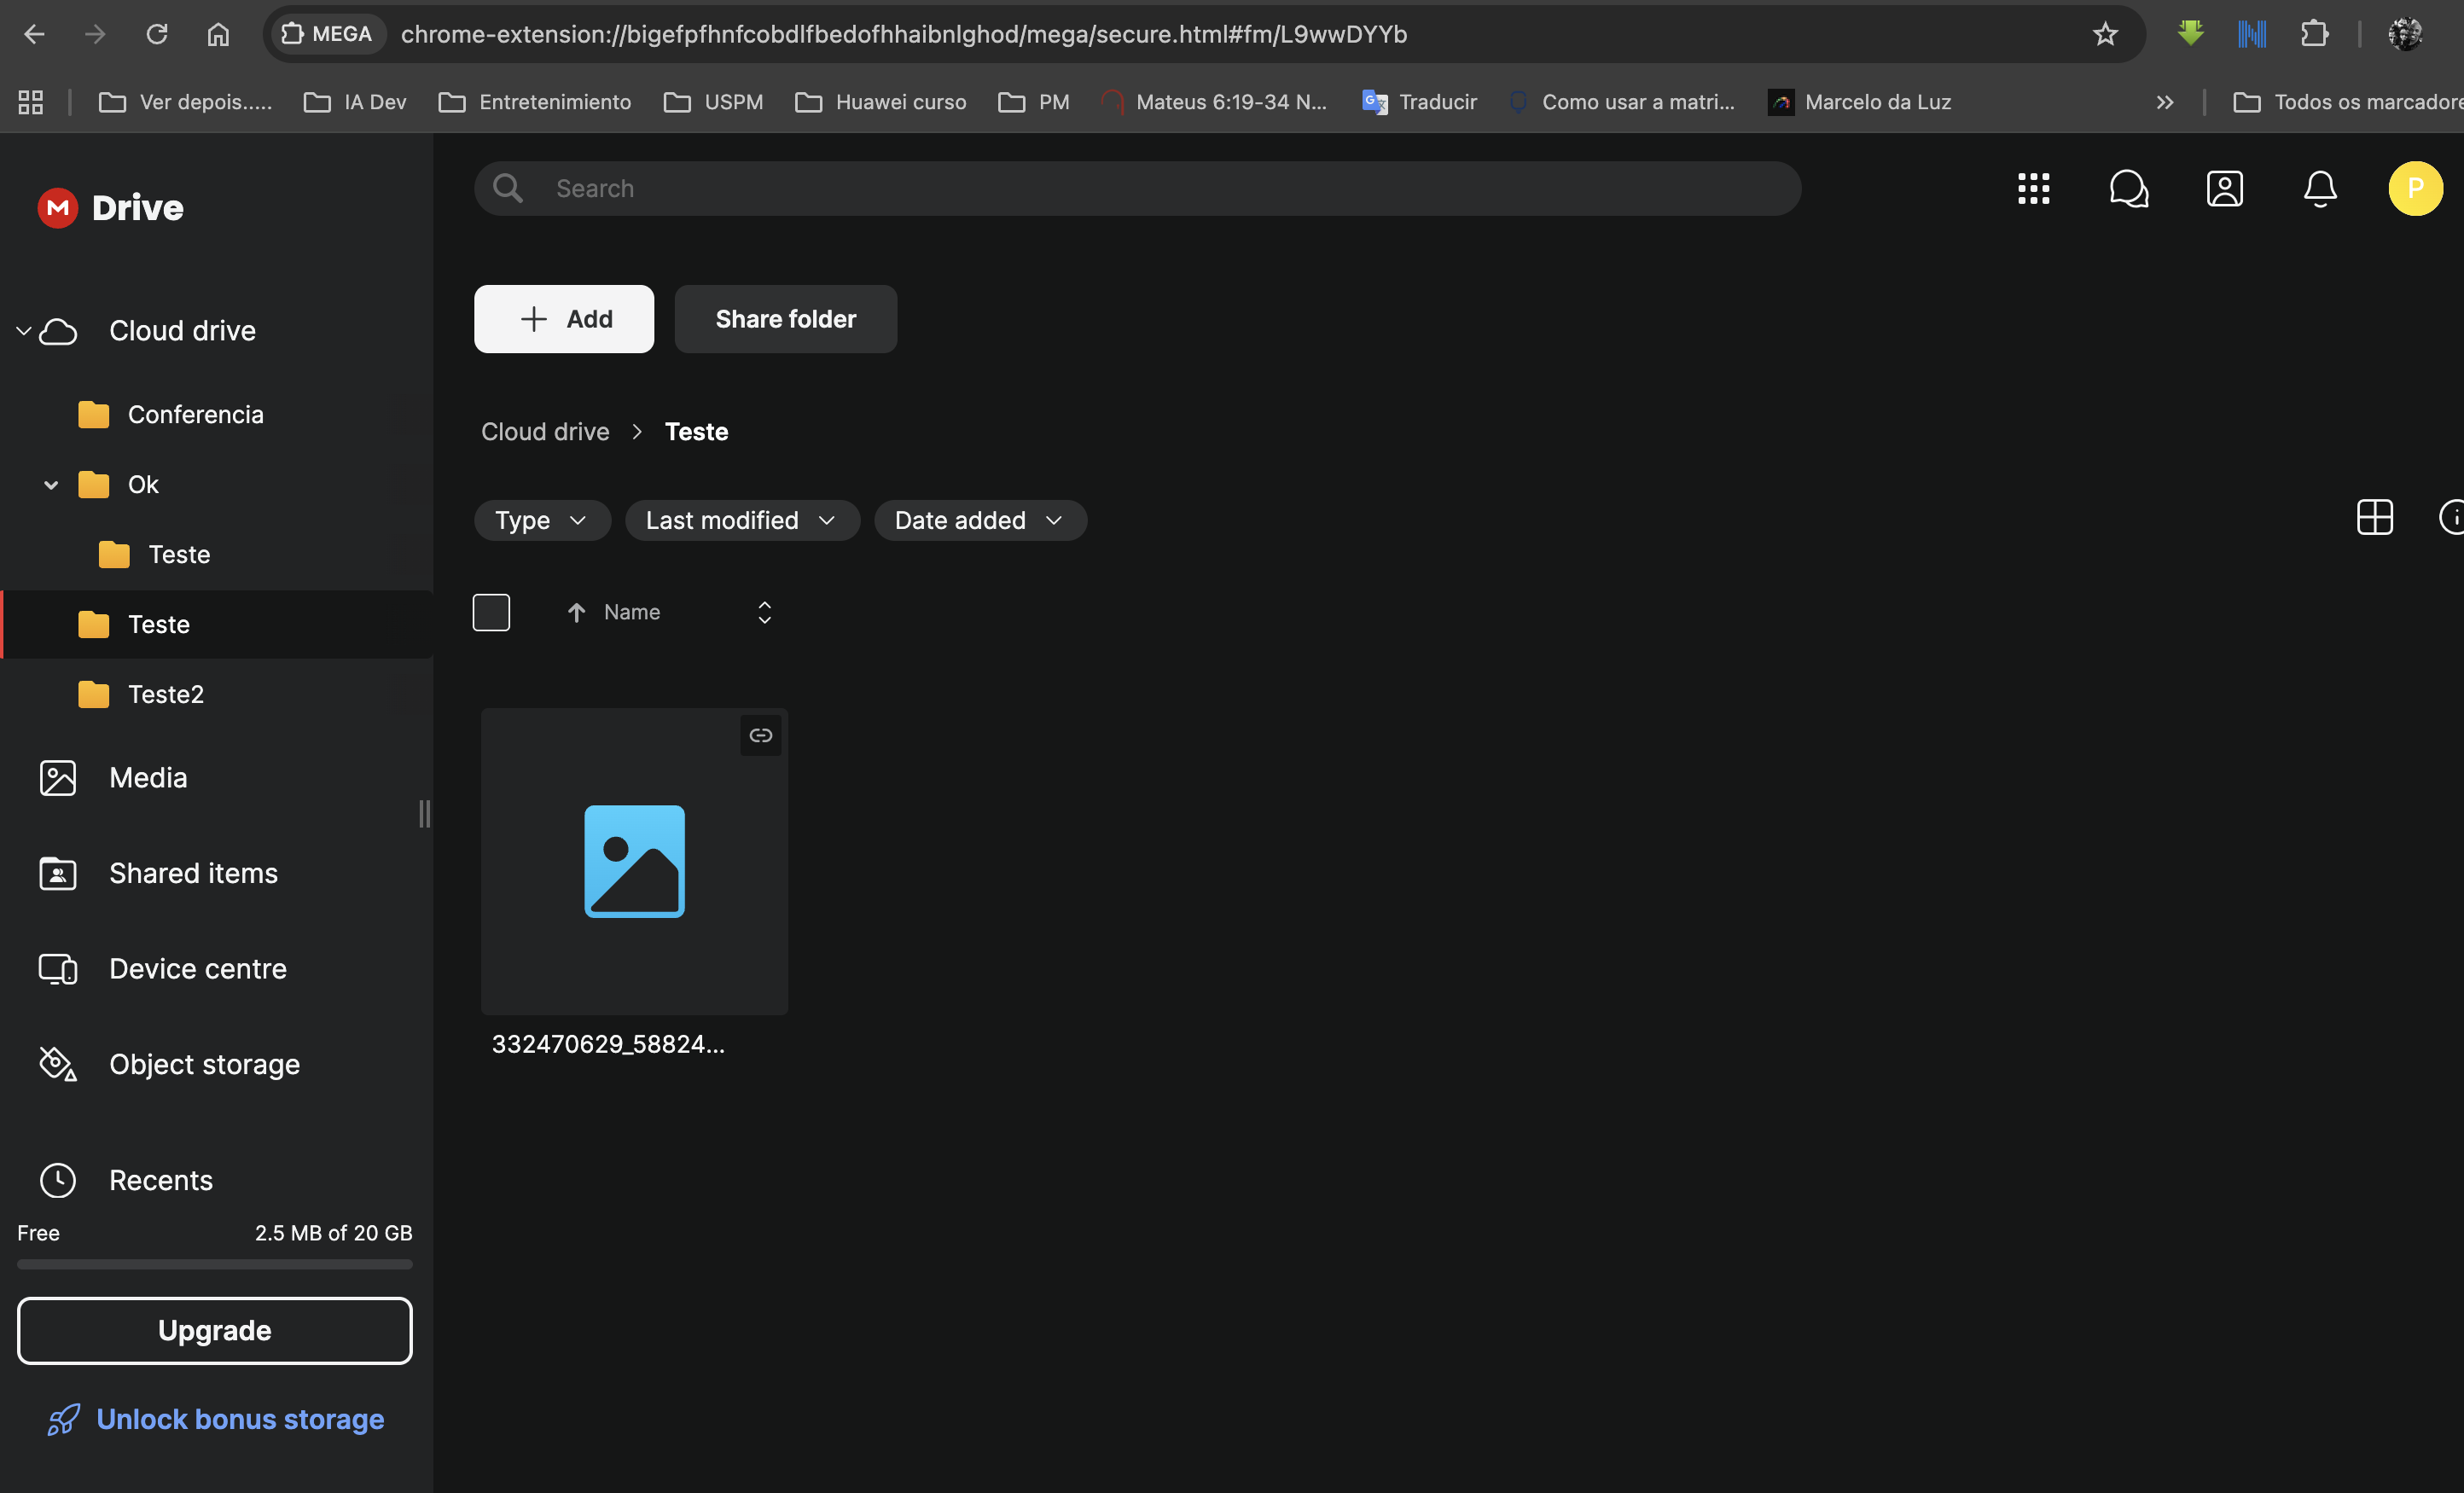 MEGA
chrome-extension://bigefpfhnfcobdlfbedofhhaibnlghod/mega/secure.html#fm/L9wwDYYb
Ver depois..... IA Dev Entretenimiento USPM Huawei curso PM Mateus 6:19-34 N... Traducir Como usar a matri... Marcelo da Luz » Todos os marcadore
M Drive
Search
P
Cloud drive
Conferencia
Ok
Teste
Teste
Teste2
Media
Shared items
Device centre
Object storage
Recents
Free 2.5 MB of 20 GB
Upgrade
Unlock bonus storage
Add Share folder
Cloud drive > Teste
Type Last modified Date added
Name
332470629_58824...